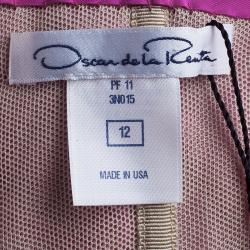 Oscar de la Renta
PF 11
3N015
12
MADE IN USA